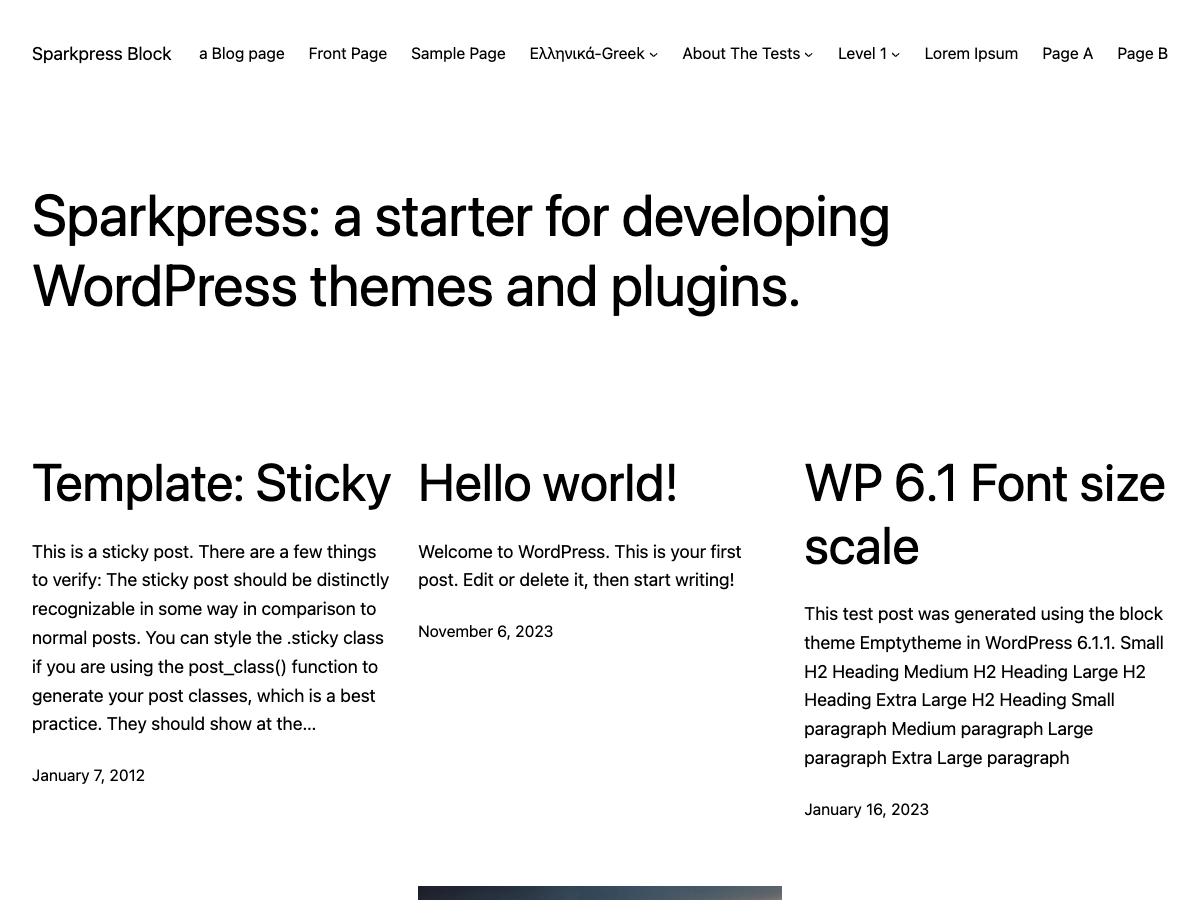 Sparkpress Block a Blog page Front Page Sample Page Ελληνικά-Greek About The Tests Level 1 Lorem Ipsum Page A Page B
Sparkpress: a starter for developing
WordPress themes and plugins.
Template: Sticky
This is a sticky post. There are a few things
to verify: The sticky post should be distinctly
recognizable in some way in comparison to
normal posts. You can style the .sticky class
if you are using the post_class() function to
generate your post classes, which is a best
practice. They should show at the…
January 7, 2012
Hello world!
Welcome to WordPress. This is your first
post. Edit or delete it, then start writing!
November 6, 2023
WP 6.1 Font size
scale
This test post was generated using the block
theme Emptytheme in WordPress 6.1.1. Small
H2 Heading Medium H2 Heading Large H2
Heading Extra Large H2 Heading Small
paragraph Medium paragraph Large
paragraph Extra Large paragraph
January 16, 2023